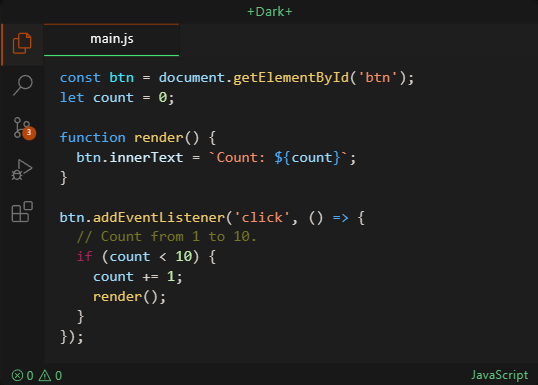 +Dark+
main.js
const btn = document.getElementById('btn');
let count = 0;
function render() {
  btn.innerText = `Count: ${count}`;
}
btn.addEventListener('click', () => {
  // Count from 1 to 10.
  if (count < 10) {
    count += 1;
    render();
  }
});
3
0 0 JavaScript